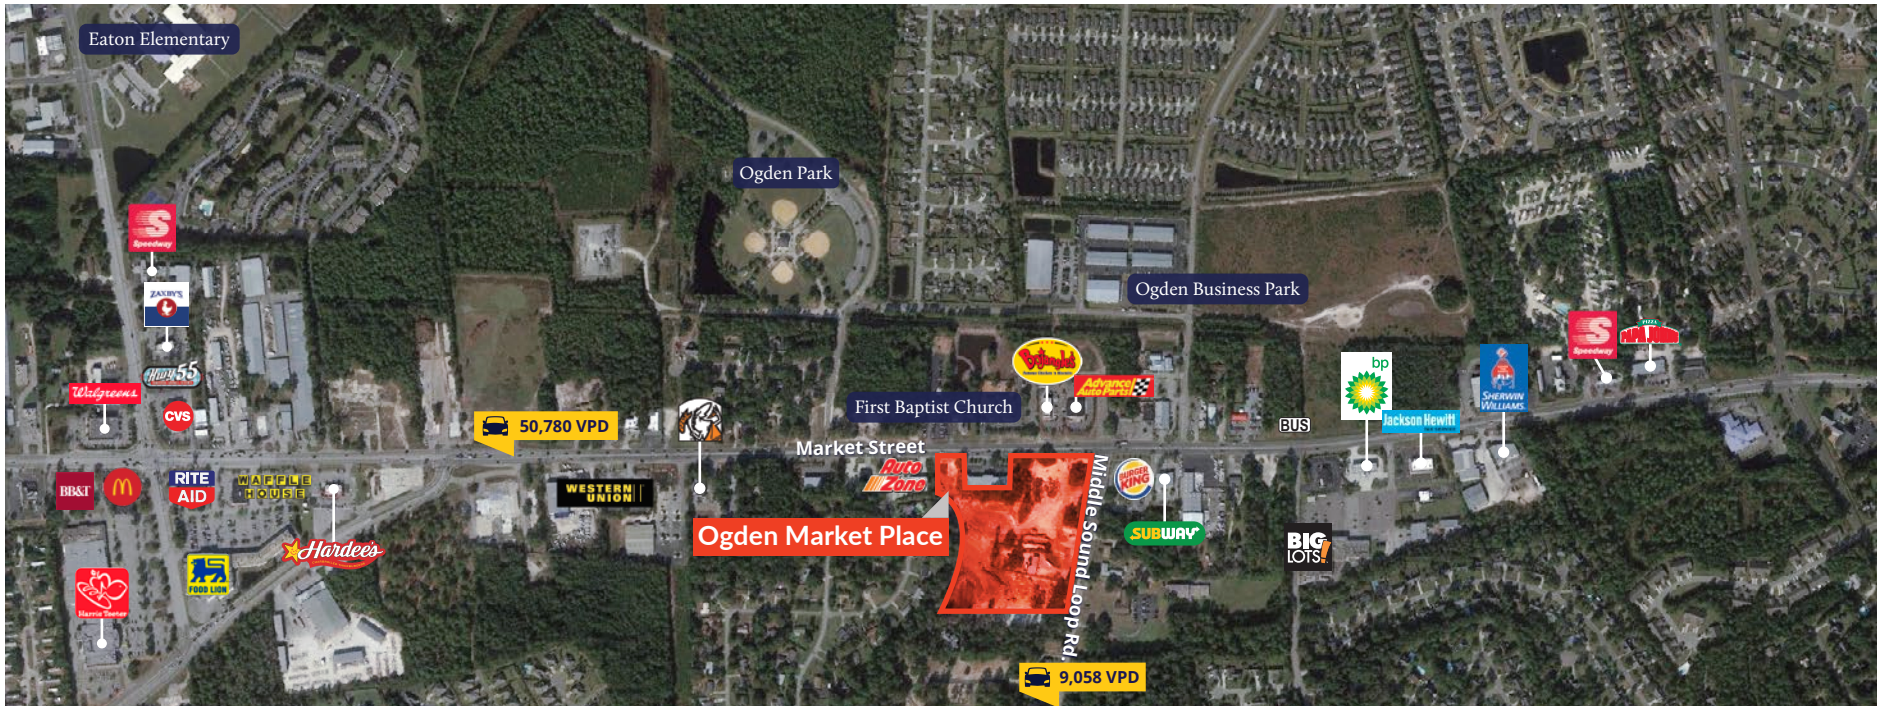 Eaton Elementary
Ogden Park
S
Speedway
ZAXBY'S
Ogden Business Park
Hwy 55
Walgreens
CVS
50,780 VPD
First Baptist Church
Bojangles
Advance
Auto Parts
BUS
bp
Jackson Hewitt
SHERWIN
WILLIAMS.
S
Speedway
PIZZA
Market Street
BB&T
M
RITE
AID
WAFFLE
HOUSE
WESTERN
UNION
Auto
Zone
Middle Sound Loop Rd.
BURGER
KING
SUBWAY
Ogden Market Place
Hardee's
FOOD LION
Harris Teeter
BIG
LOTS!
9,058 VPD